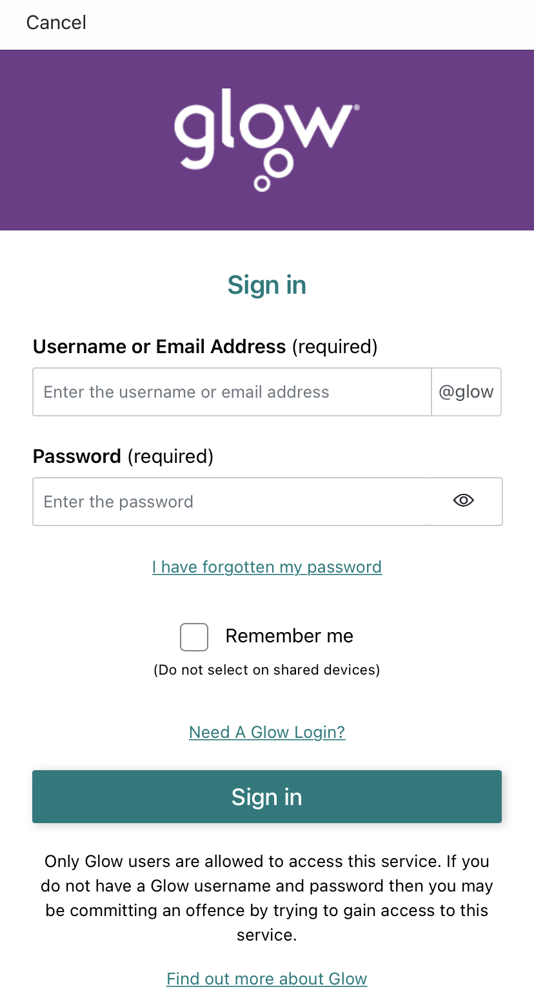 Cancel
glow®
Sign in
Username or Email Address (required)
Enter the username or email address
@glow
Password (required)
Enter the password
I have forgotten my password
Remember me
(Do not select on shared devices)
Need A Glow Login?
Sign in
Only Glow users are allowed to access this service. If you
do not have a Glow username and password then you may
be committing an offence by trying to gain access to this
service.
Find out more about Glow